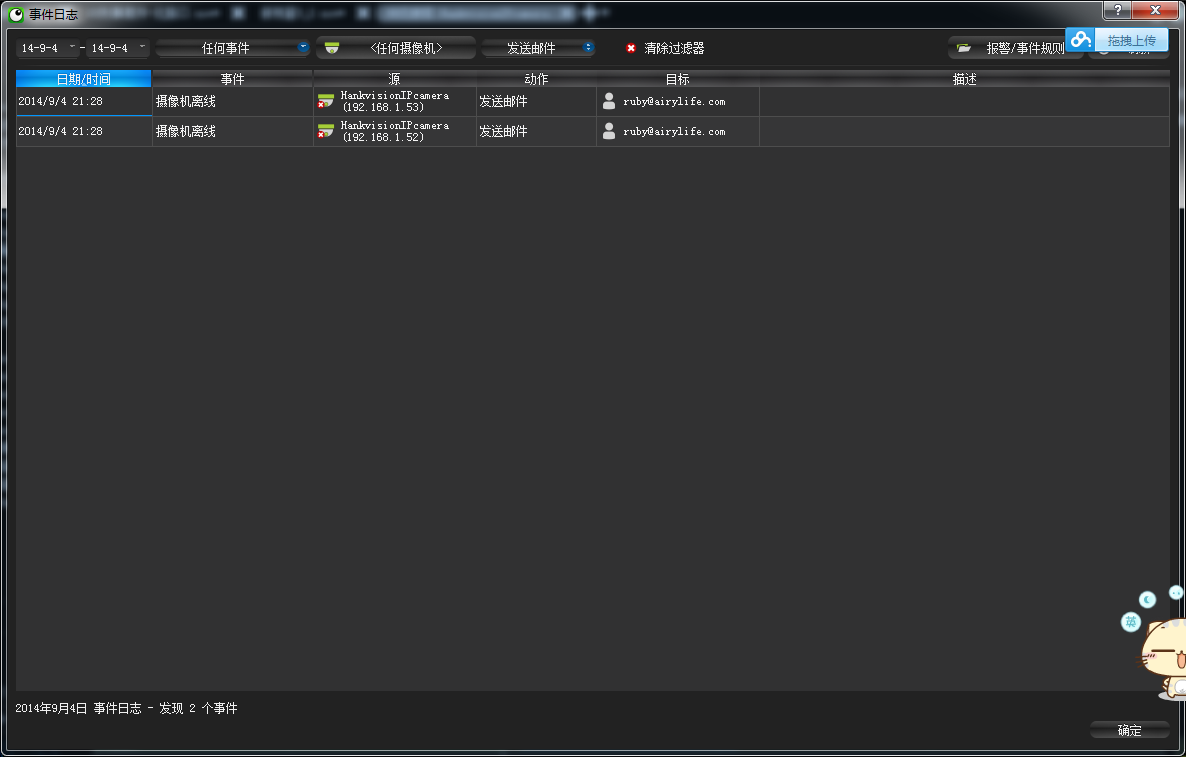 事件日志
14-9-4 - 14-9-4 任何事件 <任何摄像机> 发送邮件 清除过滤器 报警/事件规则 拖拽上传
日期/时间 事件 源 动作 目标 描述
2014/9/4 21:28 摄像机离线 HankvisionIPcamera (192.168.1.53) 发送邮件 ruby@airylife.com
2014/9/4 21:28 摄像机离线 HankvisionIPcamera (192.168.1.52) 发送邮件 ruby@airylife.com
英
2014年9月4日 事件日志 - 发现 2 个事件
确定